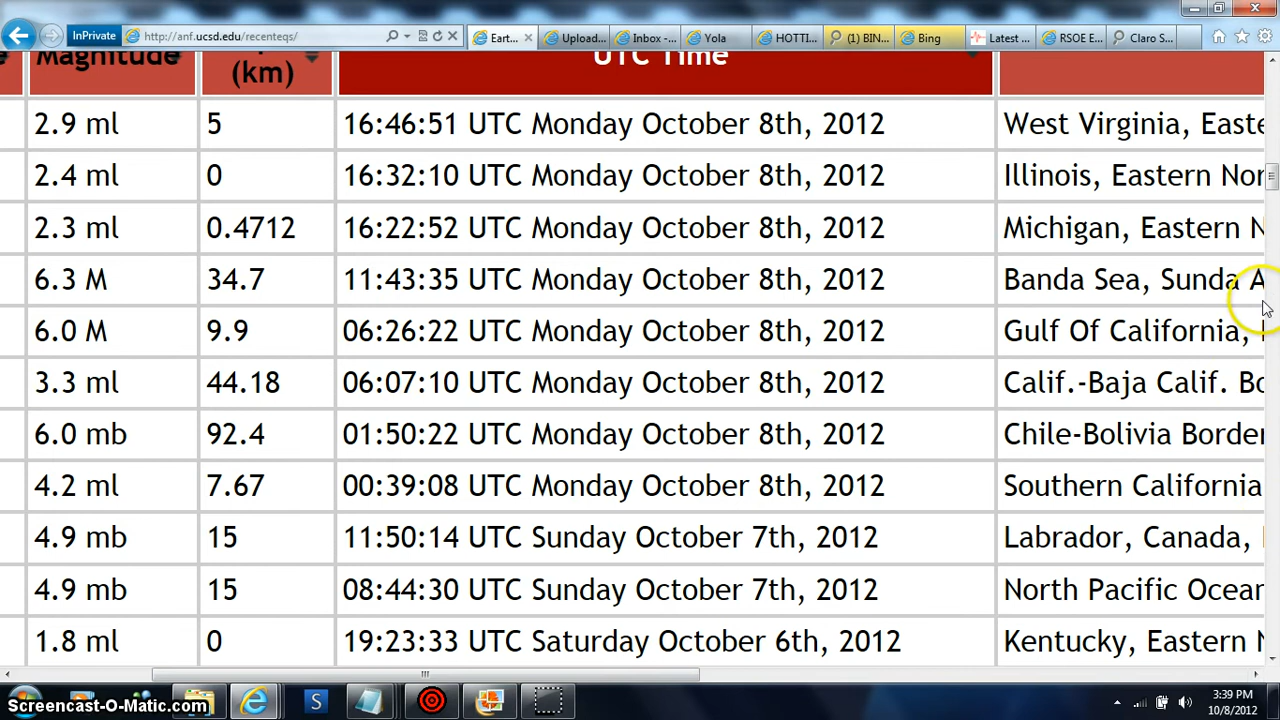 InPrivate http://anf.ucsd.edu/recenteqs/ Eart... Upload... Inbox -... Yola HOTTI... (1) BIN... Bing Latest ... RSOE E... Claro S...
Magnitude (km) UTC Time
2.9 ml 5 16:46:51 UTC Monday October 8th, 2012 West Virginia, Easte
2.4 ml 0 16:32:10 UTC Monday October 8th, 2012 Illinois, Eastern Nor
2.3 ml 0.4712 16:22:52 UTC Monday October 8th, 2012 Michigan, Eastern N
6.3 M 34.7 11:43:35 UTC Monday October 8th, 2012 Banda Sea, Sunda A
6.0 M 9.9 06:26:22 UTC Monday October 8th, 2012 Gulf Of California,
3.3 ml 44.18 06:07:10 UTC Monday October 8th, 2012 Calif.-Baja Calif. Bo
6.0 mb 92.4 01:50:22 UTC Monday October 8th, 2012 Chile-Bolivia Border
4.2 ml 7.67 00:39:08 UTC Monday October 8th, 2012 Southern California
4.9 mb 15 11:50:14 UTC Sunday October 7th, 2012 Labrador, Canada,
4.9 mb 15 08:44:30 UTC Sunday October 7th, 2012 North Pacific Ocean
1.8 ml 0 19:23:33 UTC Saturday October 6th, 2012 Kentucky, Eastern N
Screencast-O-Matic.com S 3:39 PM
10/8/2012